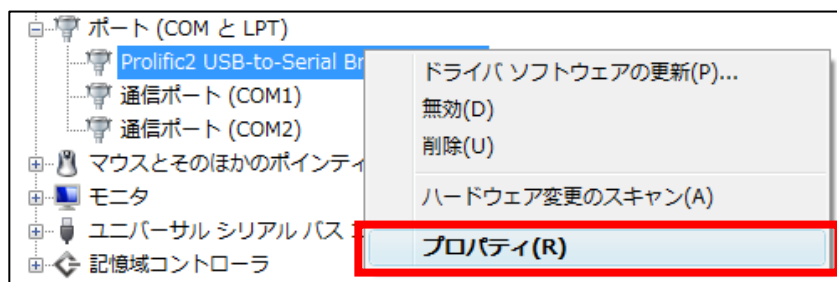 ポート (COM と LPT)
Prolific2 USB-to-Serial Br
通信ポート (COM1)
通信ポート (COM2)
マウスとそのほかのポインティ
モニタ
ユニバーサル シリアル バス
記憶域コントローラ
ドライバ ソフトウェアの更新(P)...
無効(D)
削除(U)
ハードウェア変更のスキャン(A)
プロパティ(R)